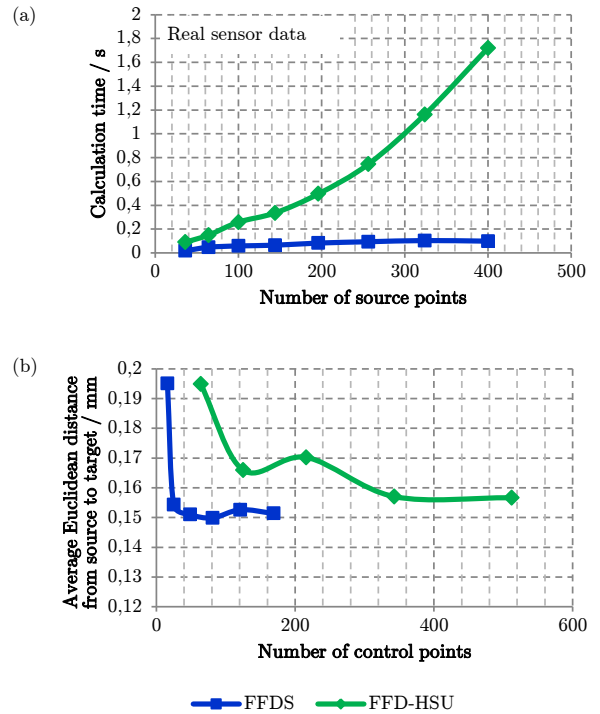 (a)
Real sensor data
Calculation time / s
2
1,8
1,6
1,4
1,2
1
0,8
0,6
0,4
0,2
0
0 100 200 300 400 500
Number of source points
(b)
Average Euclidean distance
from source to target / mm
0,2
0,19
0,18
0,17
0,16
0,15
0,14
0,13
0,12
0 200 400 600
Number of control points
FFDS FFD-HSU